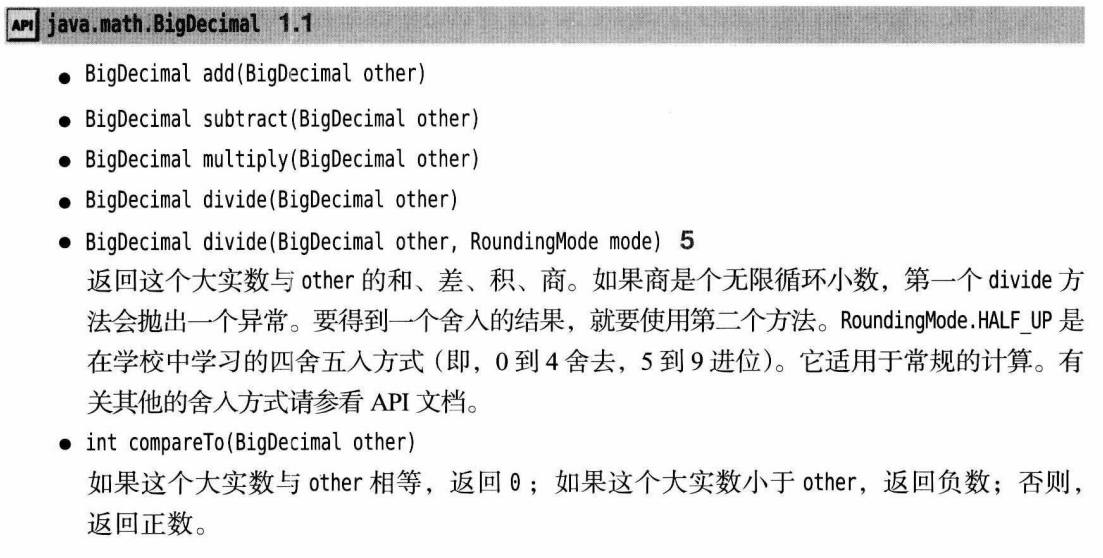 API java.math.BigDecimal 1.1
● BigDecimal add(BigDecimal other)
● BigDecimal subtract(BigDecimal other)
● BigDecimal multiply(BigDecimal other)
● BigDecimal divide(BigDecimal other)
● BigDecimal divide(BigDecimal other, RoundingMode mode) 5
返回这个大实数与 other 的和、差、积、商。如果商是个无限循环小数，第一个 divide 方
法会抛出一个异常。要得到一个舍入的结果，就要使用第二个方法。RoundingMode.HALF_UP 是
在学校中学习的四舍五入方式（即，0 到 4 舍去，5 到 9 进位）。它适用于常规的计算。有
关其他的舍入方式请参看 API 文档。
● int compareTo(BigDecimal other)
如果这个大实数与 other 相等，返回 0；如果这个大实数小于 other，返回负数；否则，
返回正数。